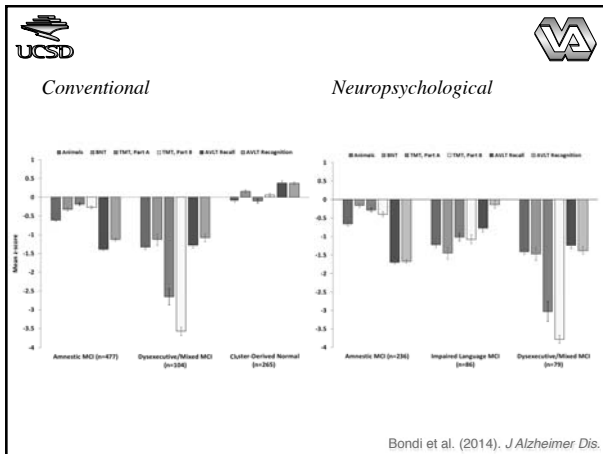 UCSD
VA
Conventional
Neuropsychological
Animals BNT TMT, Part A TMT, Part B AVLT Recall AVLT Recognition
1
0.5
0
-0.5
-1
-1.5
-2
-2.5
-3
-3.5
-4
Mean z-score
Amnestic MCI (n=477) Dysexecutive/Mixed MCI (n=104) Cluster-Derived Normal (n=265)
Animals BNT TMT, Part A TMT, Part B AVLT Recall AVLT Recognition
1
0.5
0
-0.5
-1
-1.5
-2
-2.5
-3
-3.5
-4
Amnestic MCI (n=236) Impaired Language MCI (n=86) Dysexecutive/Mixed MCI (n=79)
Bondi et al. (2014). J Alzheimer Dis.